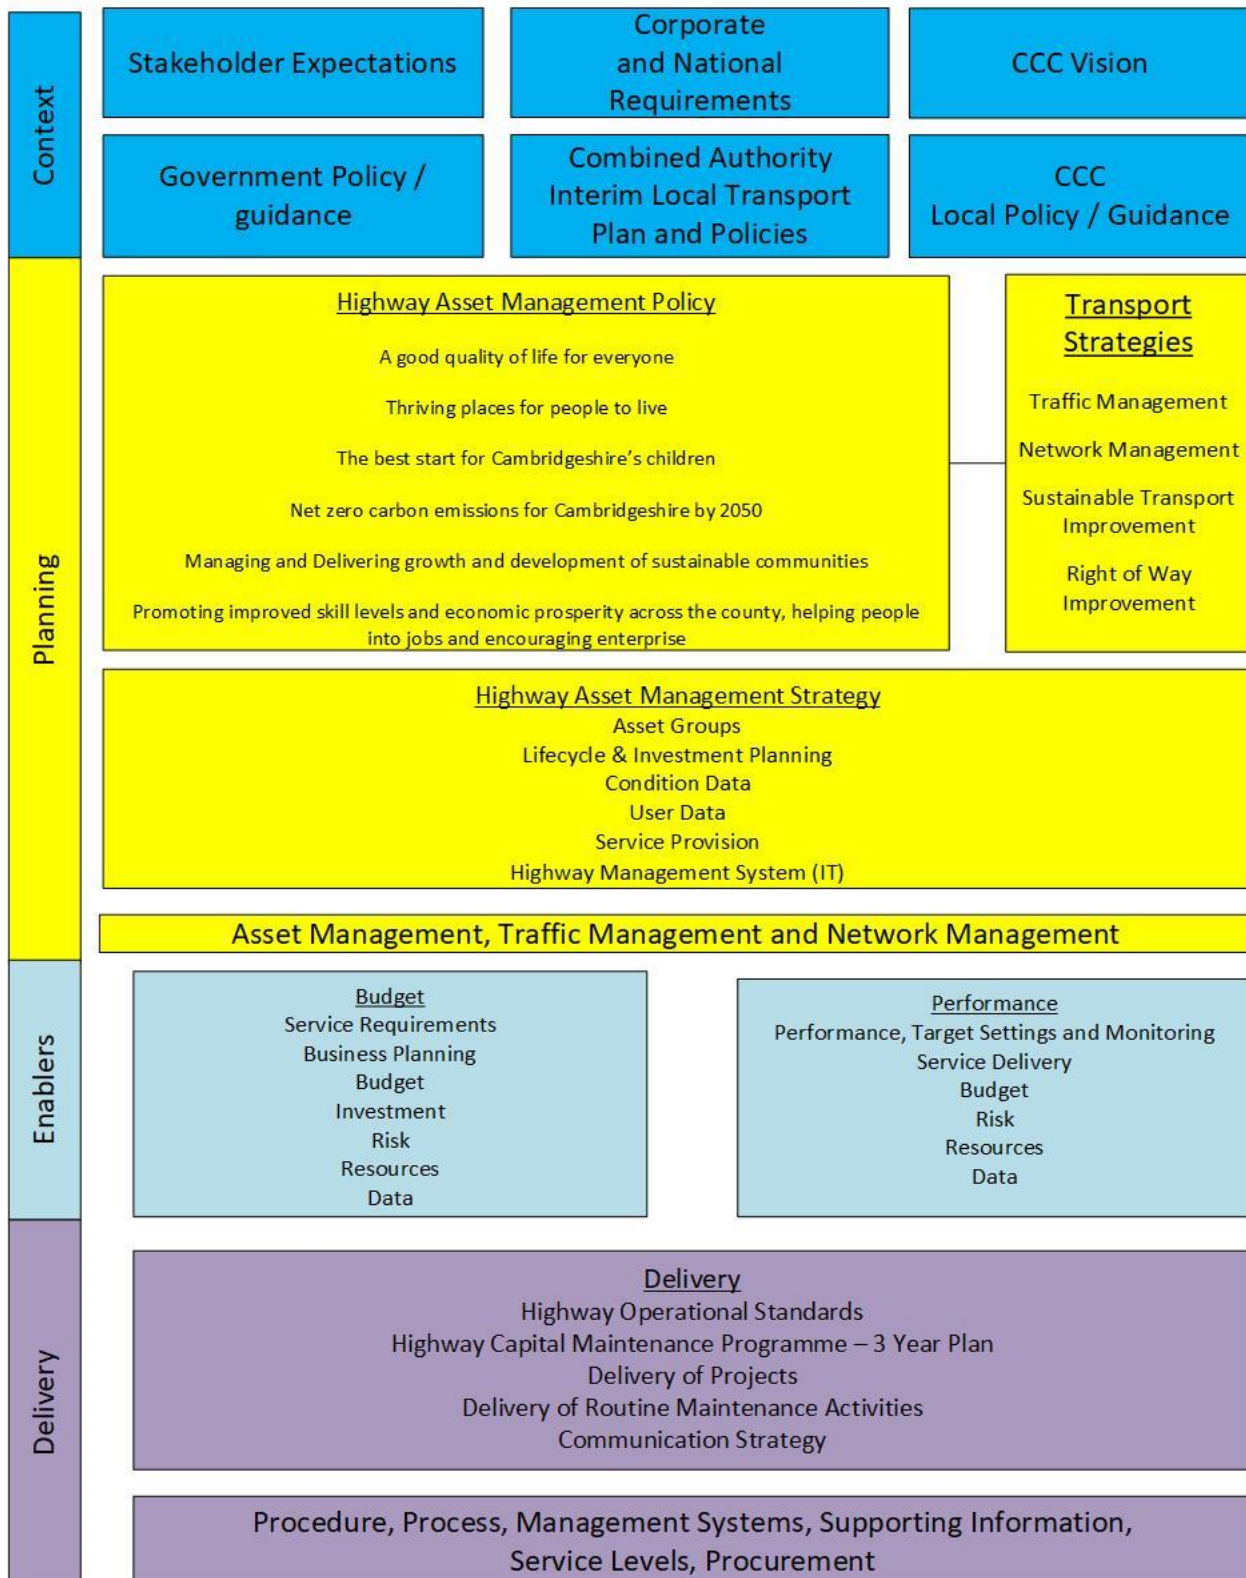 Context
Stakeholder Expectations
Corporate
and National
Requirements
CCC Vision
Government Policy /
guidance
Combined Authority
Interim Local Transport
Plan and Policies
CCC
Local Policy / Guidance
Planning
Highway Asset Management Policy
A good quality of life for everyone
Thriving places for people to live
The best start for Cambridgeshire’s children
Net zero carbon emissions for Cambridgeshire by 2050
Managing and Delivering growth and development of sustainable communities
Promoting improved skill levels and economic prosperity across the county, helping people
into jobs and encouraging enterprise
Transport
Strategies
Traffic Management
Network Management
Sustainable Transport
Improvement
Right of Way
Improvement
Highway Asset Management Strategy
Asset Groups
Lifecycle & Investment Planning
Condition Data
User Data
Service Provision
Highway Management System (IT)
Asset Management, Traffic Management and Network Management
Enablers
Budget
Service Requirements
Business Planning
Budget
Investment
Risk
Resources
Data
Performance
Performance, Target Settings and Monitoring
Service Delivery
Budget
Risk
Resources
Data
Delivery
Delivery
Highway Operational Standards
Highway Capital Maintenance Programme – 3 Year Plan
Delivery of Projects
Delivery of Routine Maintenance Activities
Communication Strategy
Procedure, Process, Management Systems, Supporting Information,
Service Levels, Procurement